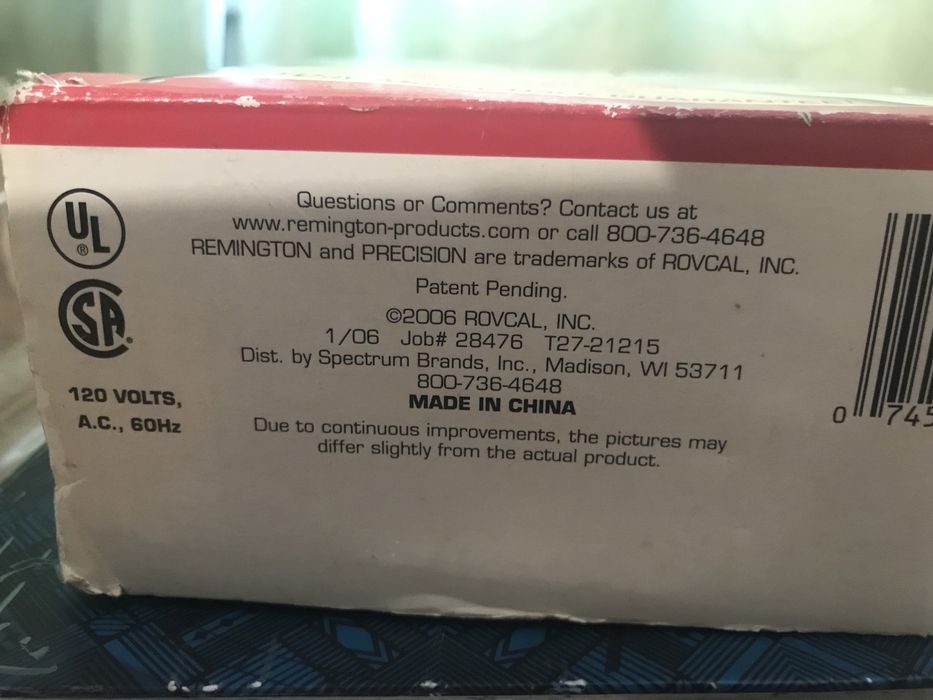 UL
®
SA
120 VOLTS,
A.C., 60Hz
Questions or Comments? Contact us at
www.remington-products.com or call 800-736-4648
REMINGTON and PRECISION are trademarks of ROVCAL, INC.
Patent Pending.
©2006 ROVCAL, INC.
1/06 Job# 28476 T27-21215
Dist. by Spectrum Brands, Inc., Madison, WI 53711
800-736-4648
MADE IN CHINA
Due to continuous improvements, the pictures may
differ slightly from the actual product.
0 745